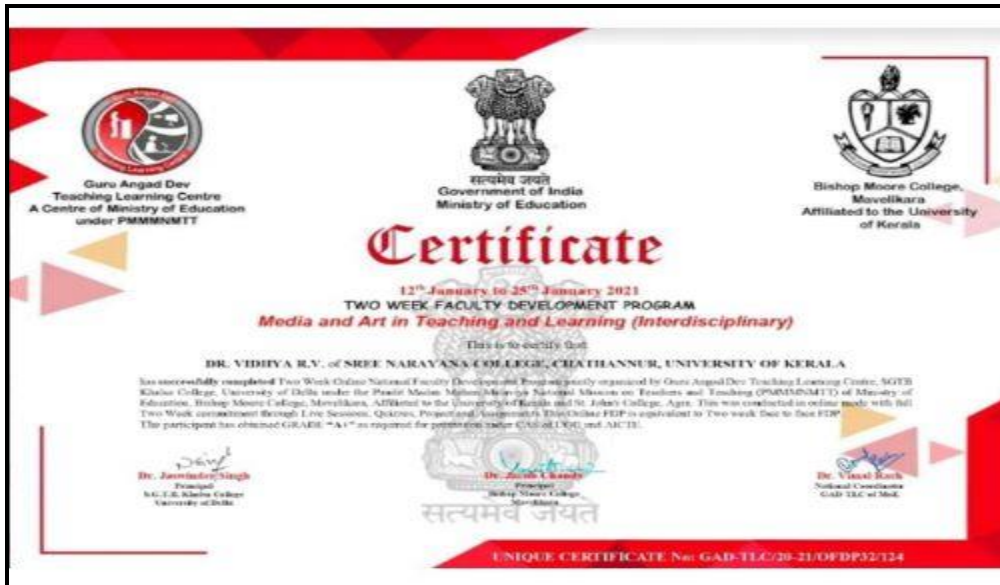 Guru Angad Dev
Teaching Learning Centre
A Centre of Ministry of Education
under PMMMNMTT
सत्यमेव जयते
Government of India
Ministry of Education
Bishop Moore College,
Mavelikara
Affiliated to the University
of Kerala
Certificate
12th January to 25th January 2021
TWO WEEK FACULTY DEVELOPMENT PROGRAM
Media and Art in Teaching and Learning (Interdisciplinary)
This is to certify that
DR. VIDHYA R.V. of SREE NARAYANA COLLEGE, CHATHANNUR, UNIVERSITY OF KERALA
has successfully completed Two Week Online National Faculty Development Program jointly organized by Guru Angad Dev Teaching Learning Centre, SGTB
Khalsa College, University of Delhi under the Pandit Madan Mohan Malaviya National Mission on Teachers and Teaching (PMMMNMTT) of Ministry of
Education, Bishop Moore College, Mavelikara, Affiliated to the University of Kerala and St. John's College, Agra. This was conducted in online mode with full
Two Week commitment through Live Sessions, Quizzes, Project and Assignments This Online FDP is equivalent to Two week face to face FDP.
The participant has obtained GRADE "A+" as required for promotion under CAS of UGC and AICTE.
Dr. Jaswinder Singh
Principal
S.G.T.B. Khalsa College
University of Delhi
Dr. Jacob Chandy
Principal
Bishop Moore College
Mavelikara
Dr. Vimal Rarh
National Coordinator
GAD TLC of MoE
सत्यमेव जयते
UNIQUE CERTIFICATE No: GAD-TLC/20-21/OFDP32/124